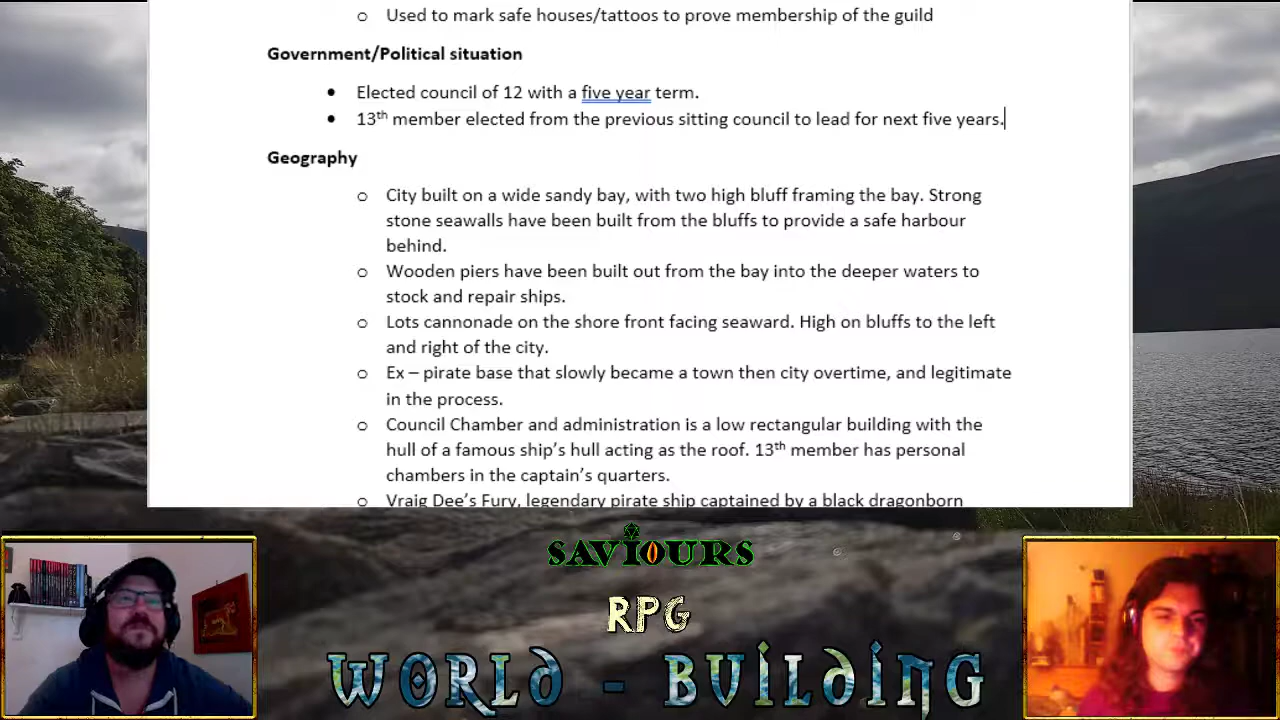 o Used to mark safe houses/tattoos to prove membership of the guild
Government/Political situation
• Elected council of 12 with a five year term.
• 13th member elected from the previous sitting council to lead for next five years.
Geography
o City built on a wide sandy bay, with two high bluff framing the bay. Strong
stone seawalls have been built from the bluffs to provide a safe harbour
behind.
o Wooden piers have been built out from the bay into the deeper waters to
stock and repair ships.
o Lots cannonade on the shore front facing seaward. High on bluffs to the left
and right of the city.
o Ex – pirate base that slowly became a town then city overtime, and legitimate
in the process.
o Council Chamber and administration is a low rectangular building with the
hull of a famous ship's hull acting as the roof. 13th member has personal
chambers in the captain's quarters.
o Vraig Dee's Fury, legendary pirate ship captained by a black dragonborn
SAVIOURS
RPG
WORLD - BUILDING